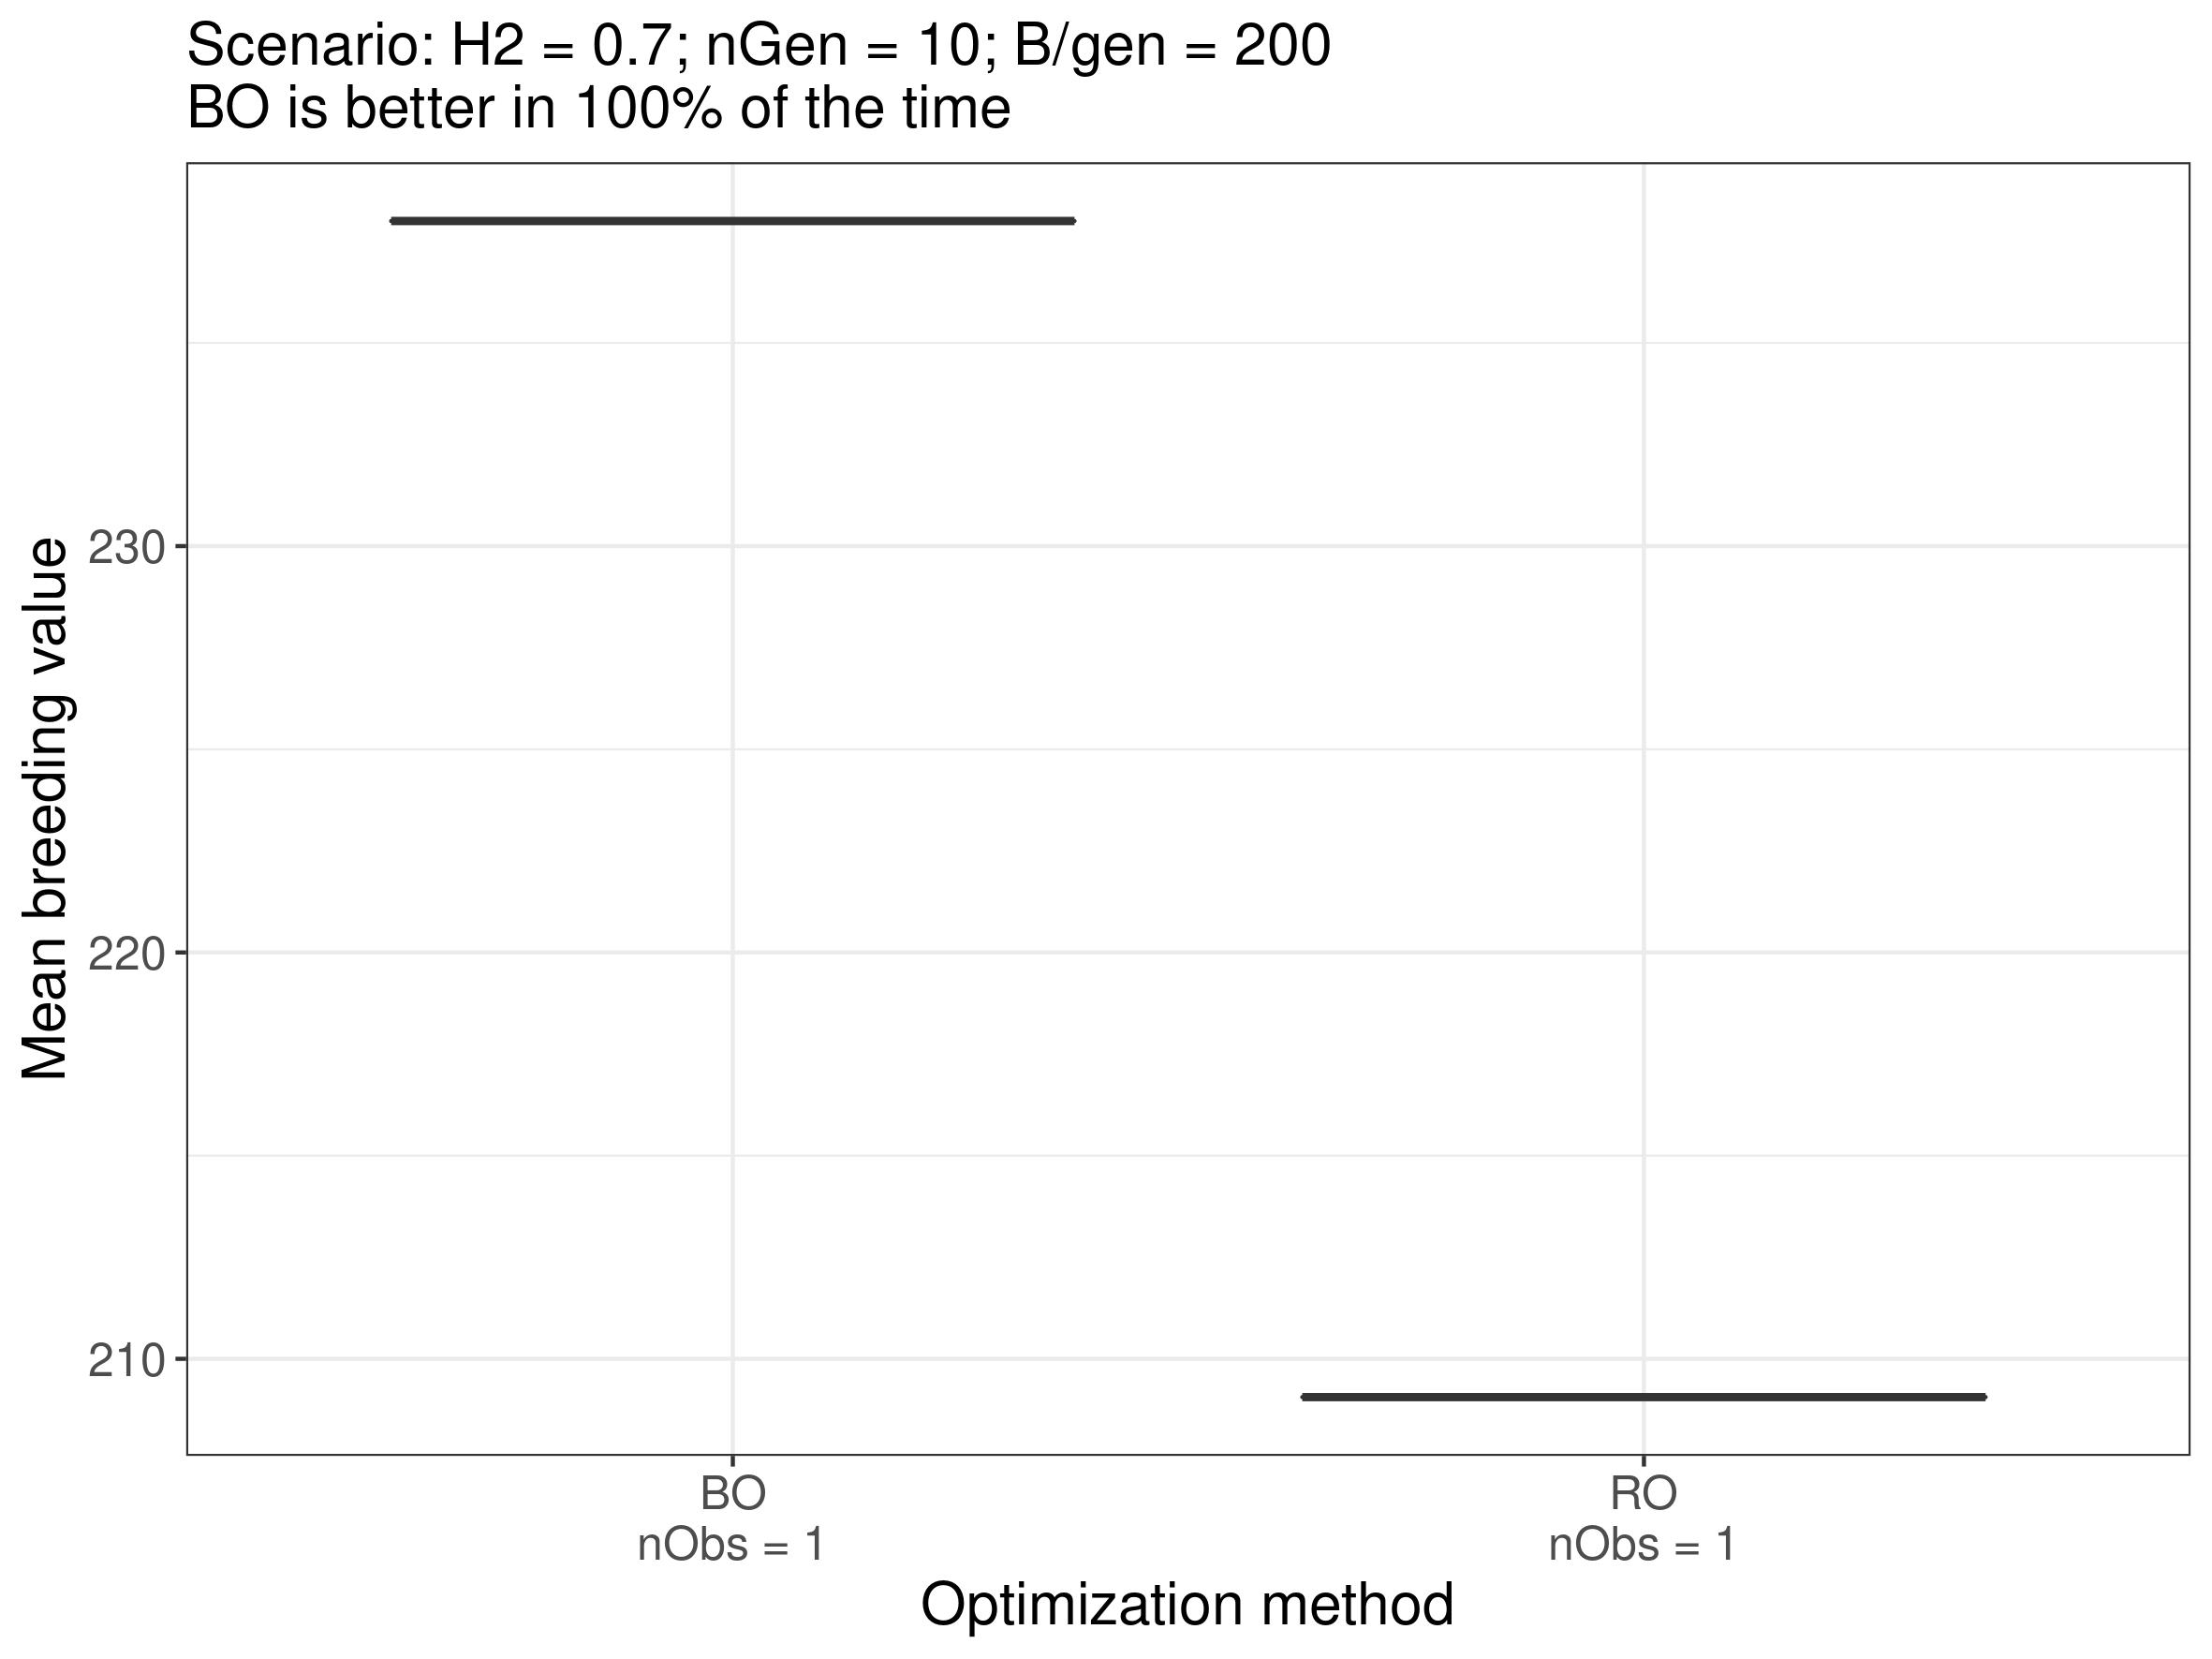 Scenario: H2 = 0.7; nGen = 10; B/gen = 200
BO is better in 100% of the time
Mean breeding value
230
220
210
BO
nObs = 1
RO
nObs = 1
Optimization method